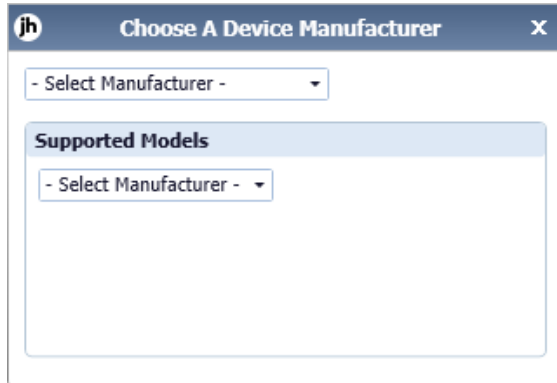 jh Choose A Device Manufacturer X
- Select Manufacturer -
Supported Models
- Select Manufacturer -